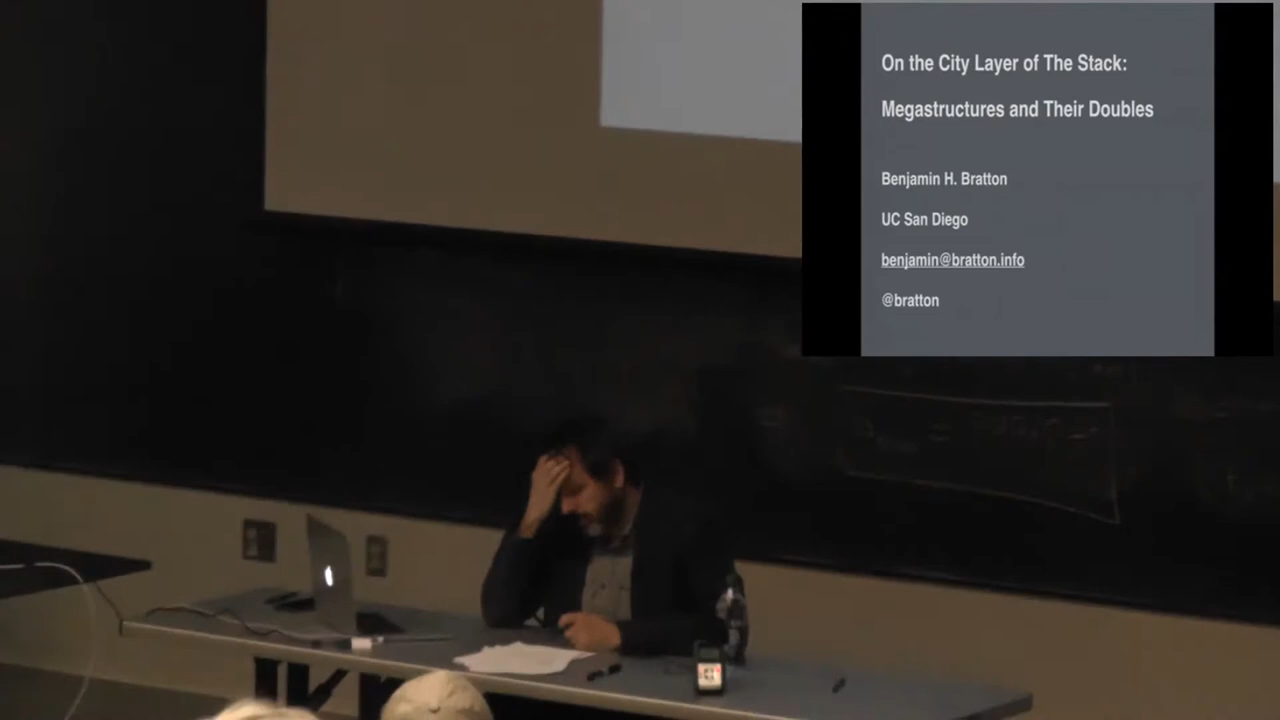 On the City Layer of The Stack:
Megastructures and Their Doubles
Benjamin H. Bratton
UC San Diego
benjamin@bratton.info
@bratton